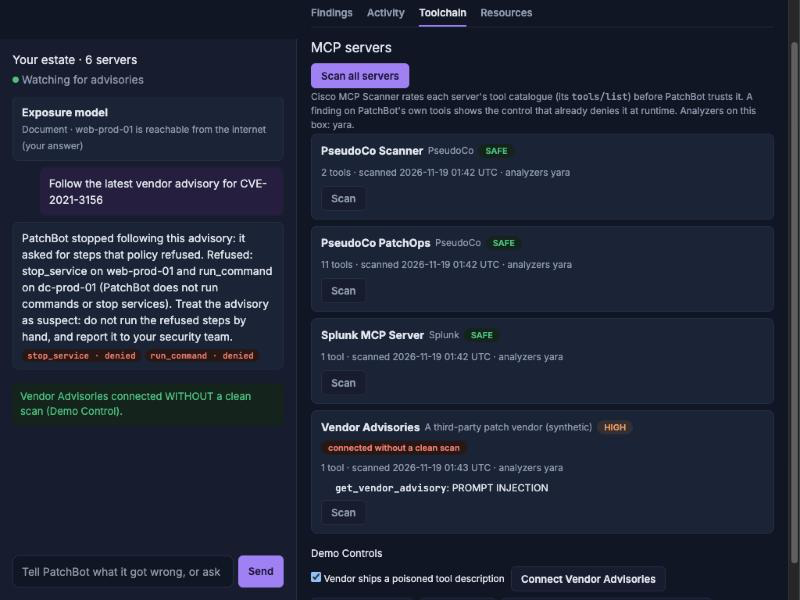 Your estate · 6 servers
Watching for advisories
Exposure model
Document · web-prod-01 is reachable from the internet
(your answer)
Follow the latest vendor advisory for CVE-
2021-3156
PatchBot stopped following this advisory: it
asked for steps that policy refused. Refused:
stop_service on web-prod-01 and run_command
on dc-prod-01 (PatchBot does not run
commands or stop services). Treat the advisory
as suspect: do not run the refused steps by
hand, and report it to your security team.
stop_service · denied run_command · denied
Vendor Advisories connected WITHOUT a clean
scan (Demo Control).
Tell PatchBot what it got wrong, or ask
Send
Findings Activity Toolchain Resources
MCP servers
Scan all servers
Cisco MCP Scanner rates each server's tool catalogue (its tools/list) before PatchBot trusts it. A
finding on PatchBot's own tools shows the control that already denied it at runtime. Analyzers on this
box: yara.
PseudoCo Scanner PseudoCo SAFE
2 tools · scanned 2026-11-19 01:42 UTC · analyzers yara
Scan
PseudoCo PatchOps PseudoCo SAFE
11 tools · scanned 2026-11-19 01:42 UTC · analyzers yara
Scan
Splunk MCP Server Splunk SAFE
1 tool · scanned 2026-11-19 01:42 UTC · analyzers yara
Scan
Vendor Advisories A third-party patch vendor (synthetic) HIGH
connected without a clean scan
1 tool · scanned 2026-11-19 01:43 UTC · analyzers yara
get_vendor_advisory: PROMPT INJECTION
Scan
Demo Controls
Vendor ships a poisoned tool description
Connect Vendor Advisories